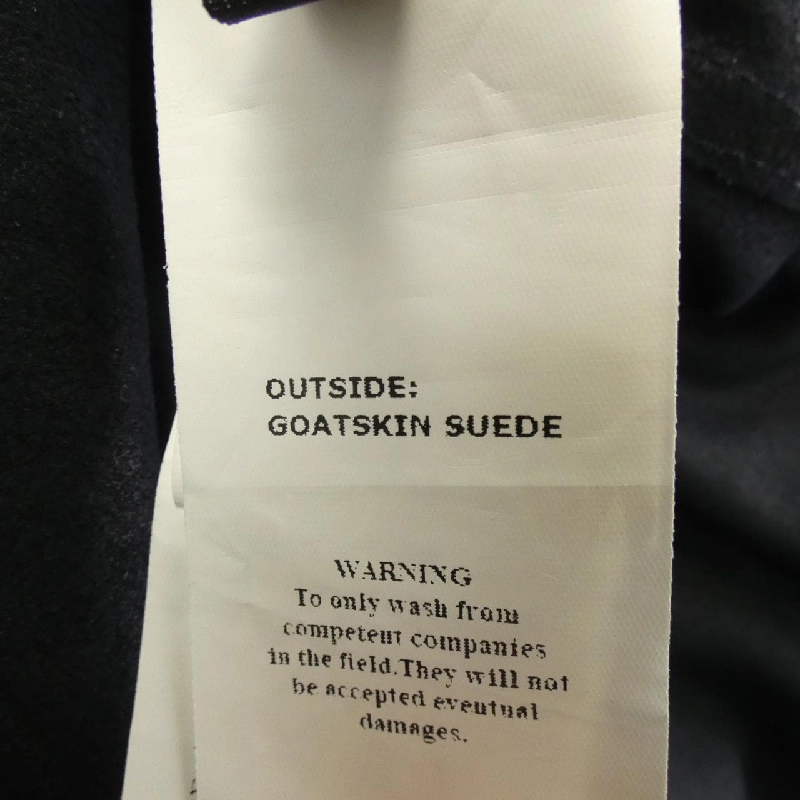 OUTSIDE:
GOATSKIN SUEDE
WARNING
To only wash from
competent companies
in the field.They will not
be accepted eventual
damages.